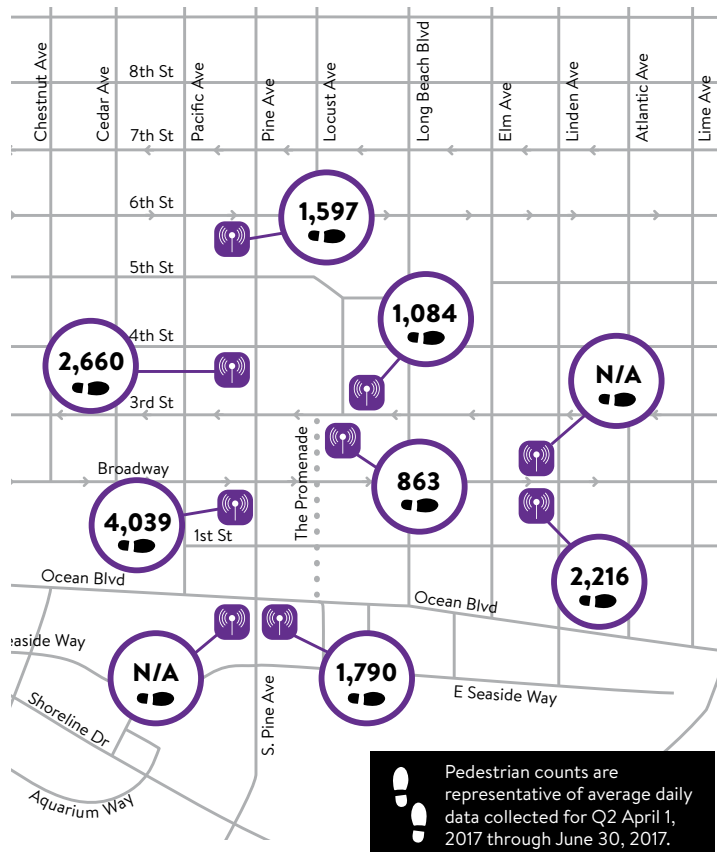 Chestnut Ave
Cedar Ave
Pacific Ave
Pine Ave
Locust Ave
Long Beach Blvd
Elm Ave
Linden Ave
Atlantic Ave
Lime Ave
8th St
7th St
6th St
1,597
5th St
1,084
4th St
2,660
N/A
3rd St
The Promenade
Broadway
863
4,039
1st St
2,216
Ocean Blvd
Ocean Blvd
easide Way
N/A
1,790
E Seaside Way
S. Pine Ave
Shoreline Dr
Aquarium Way
Pedestrian counts are
representative of average daily
data collected for Q2 April 1,
2017 through June 30, 2017.